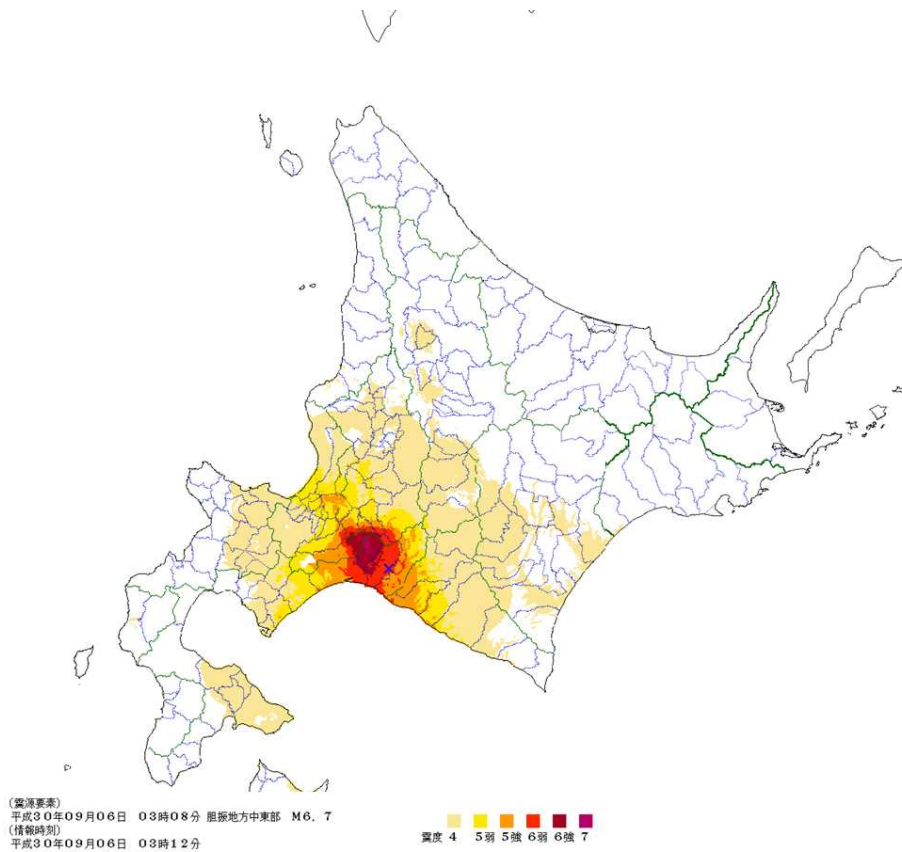 (震源要素)
平成30年09月06日 03時08分 胆振地方中東部 M6.7
(情報時刻)
平成30年09月06日 03時12分
震度 4 5弱 5強 6弱 6強 7